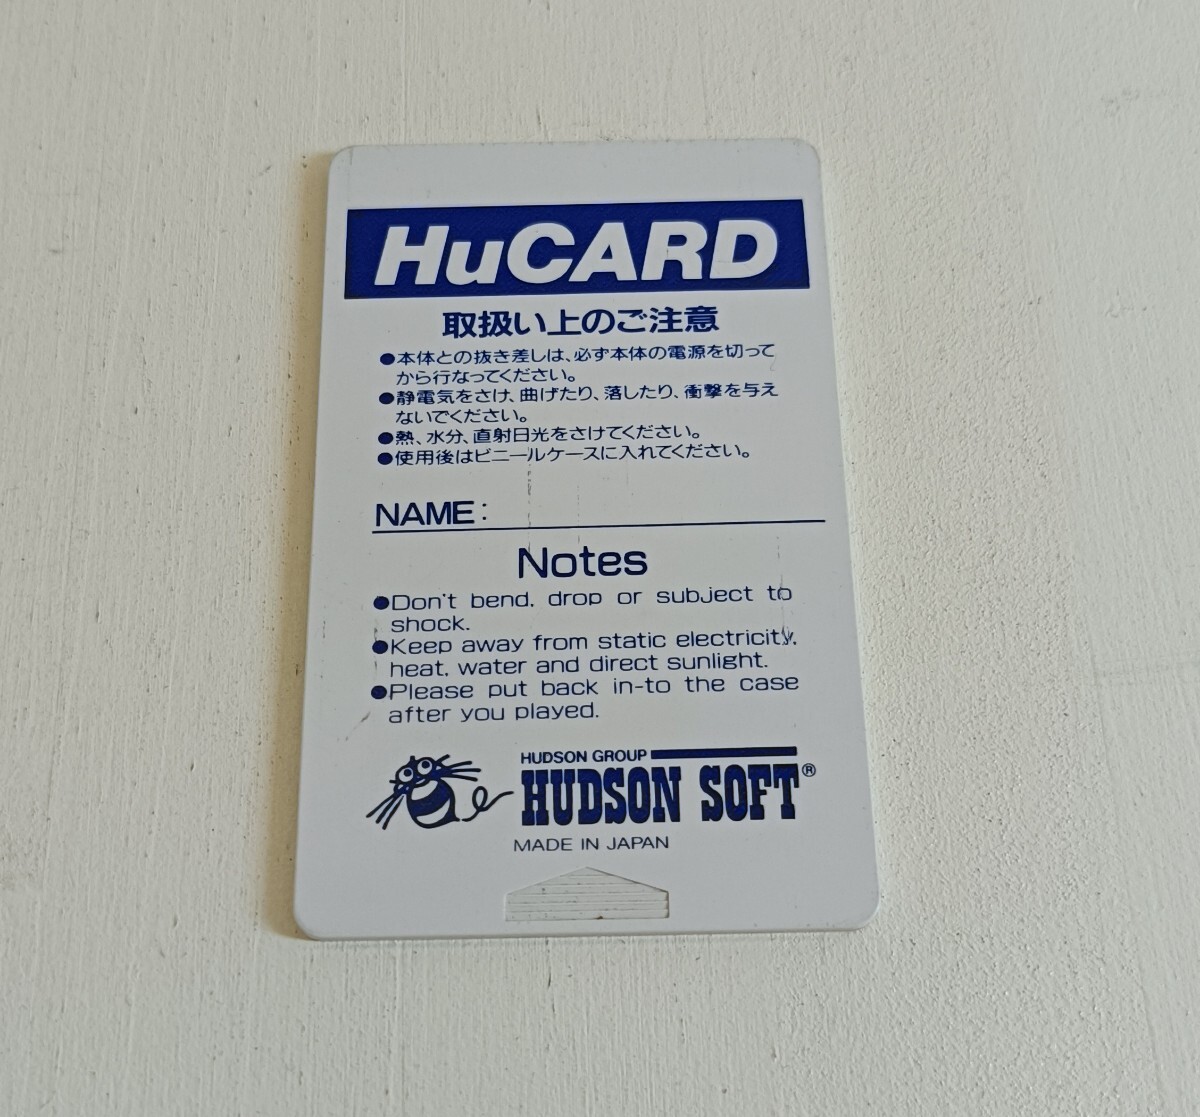 HuCARD
取扱い上のご注意
●本体との抜き差しは、必ず本体の電源を切って
から行なってください。
●静電気をさけ、曲げたり、落したり、衝撃を与え
ないでください。
●熱、水分、直射日光をさけてください。
●使用後はビニールケースに入れてください。
NAME:
Notes
●Don't bend, drop or subject to
shock.
●Keep away from static electricity,
heat, water and direct sunlight.
●Please put back in-to the case
after you played.
HUDSON GROUP
HUDSON SOFT®
MADE IN JAPAN